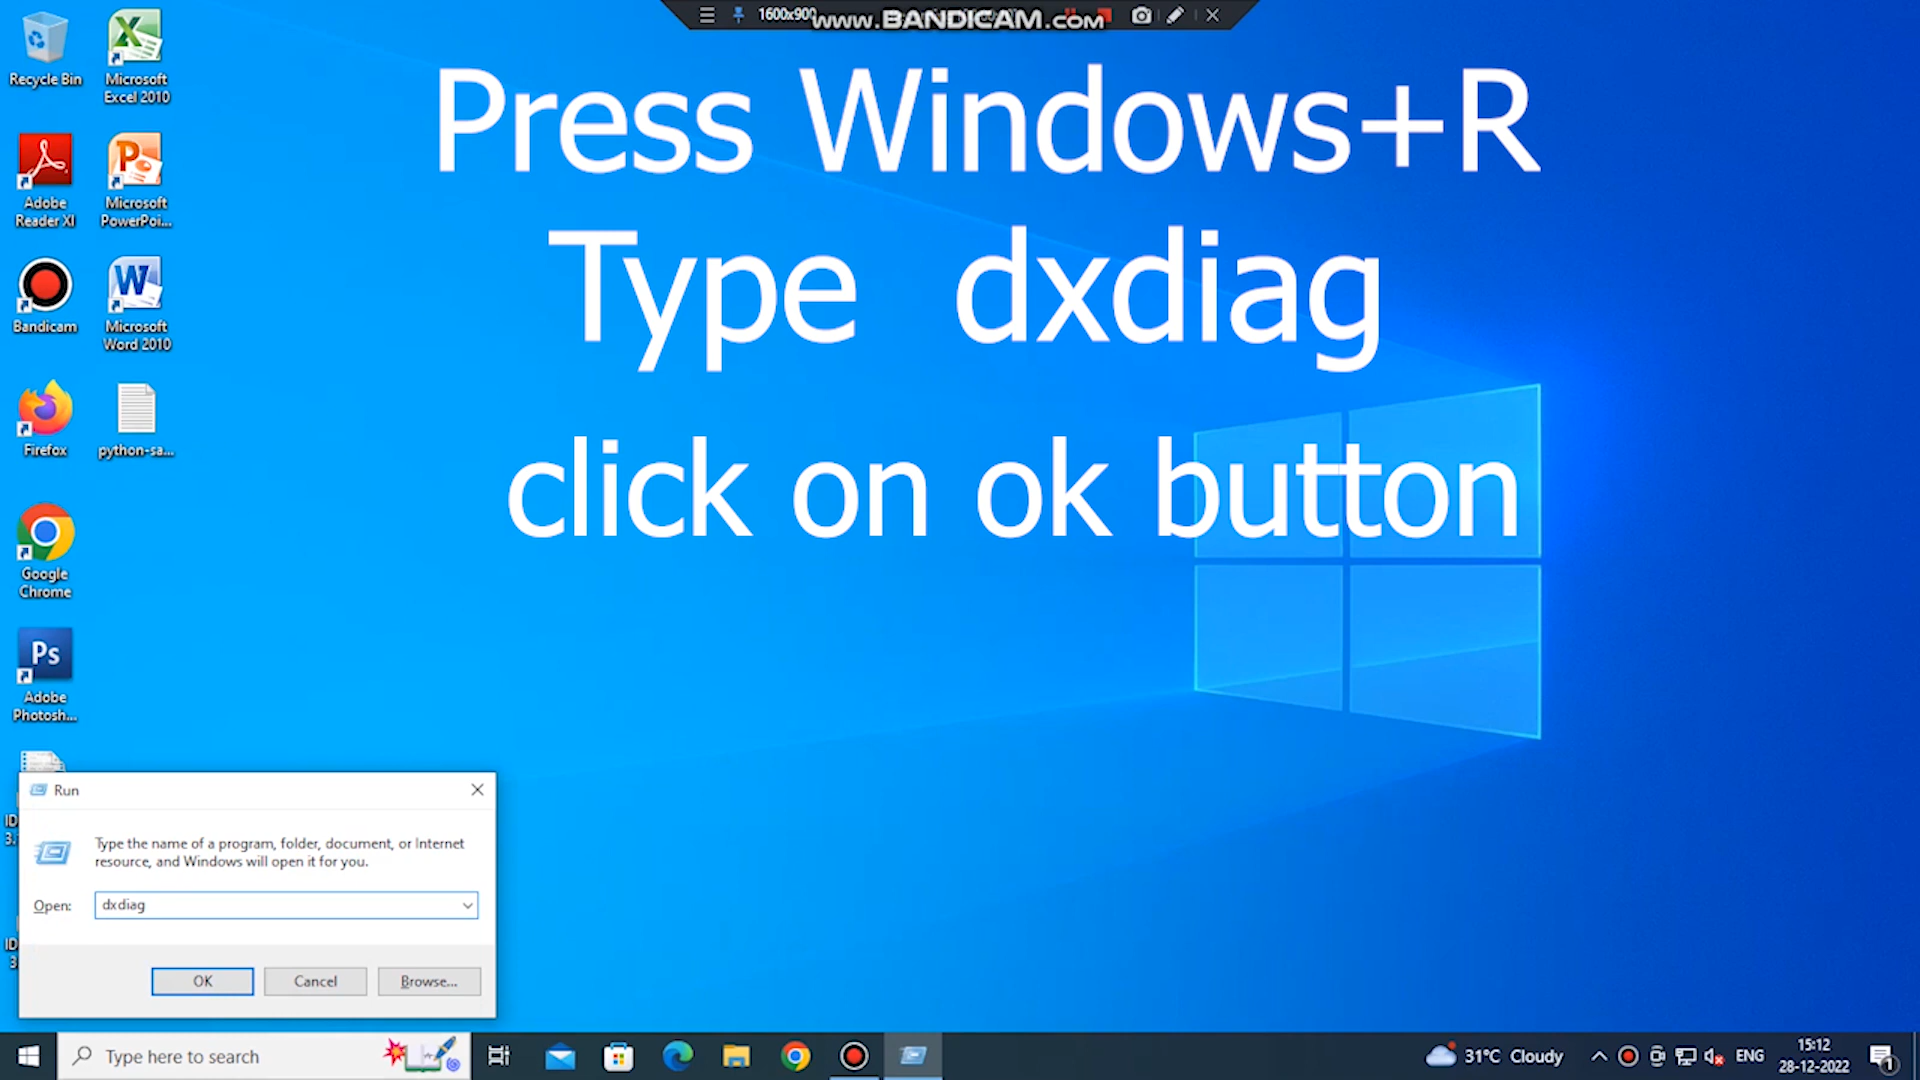 1600x900
www.BANDICAM.COM
Press Windows+R
Type dxdiag
click on ok button
Recycle Bin
Microsoft
Excel 2010
Adobe
Reader XI
Microsoft
PowerPoi...
Bandicam
Microsoft
Word 2010
Firefox
python-sa...
Google
Chrome
Ps
Adobe
Photosh...
Run
Type the name of a program, folder, document, or Internet
resource, and Windows will open it for you.
Open:
dxdiag
OK
Cancel
Browse...
Type here to search
31°C Cloudy
ENG
15:12
28-12-2022
1